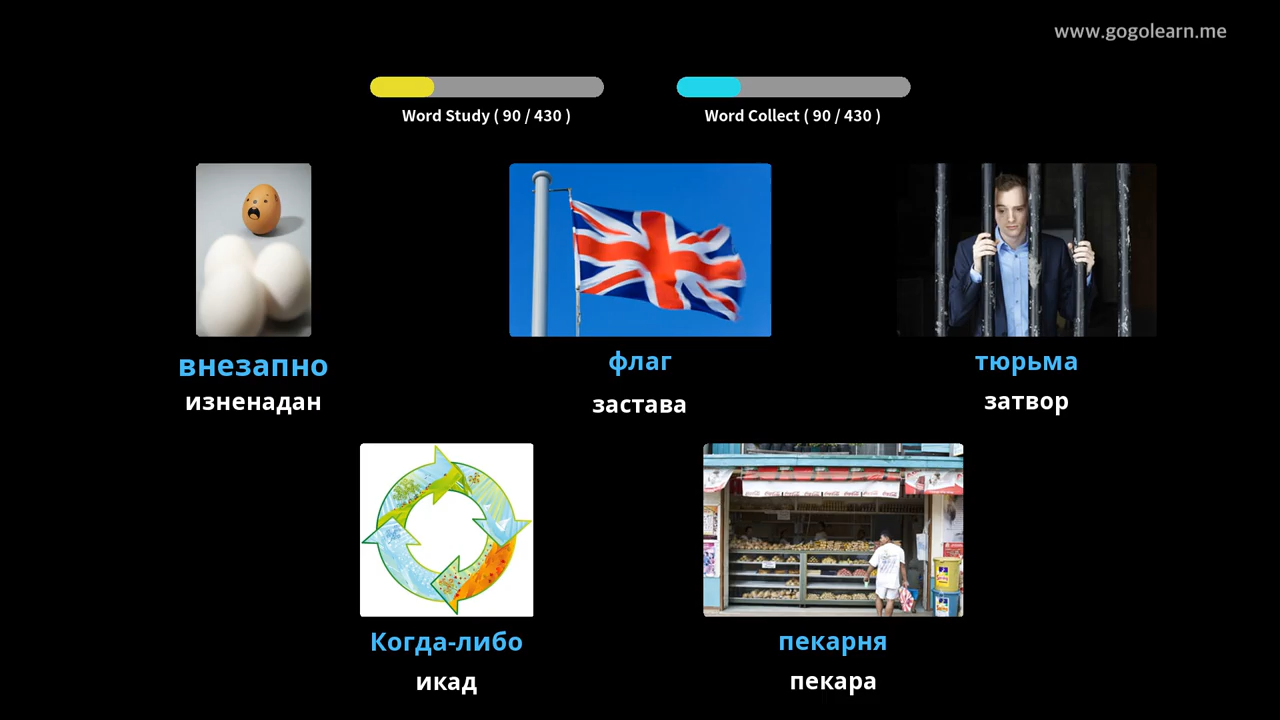 www.gogolearn.me
Word Study ( 90 / 430 )
Word Collect ( 90 / 430 )
внезапно
изненадан
флаг
застава
тюрьма
затвор
Когда-либо
икад
пекарня
пекара